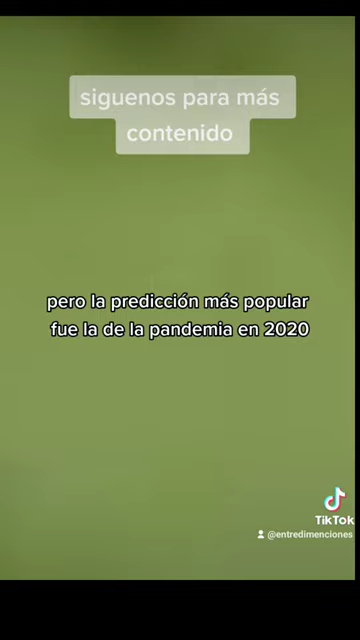 siguenos para más
contenido
pero la predicción más popular
fue la de la pandemia en 2020
TikTok
@entredimenciones